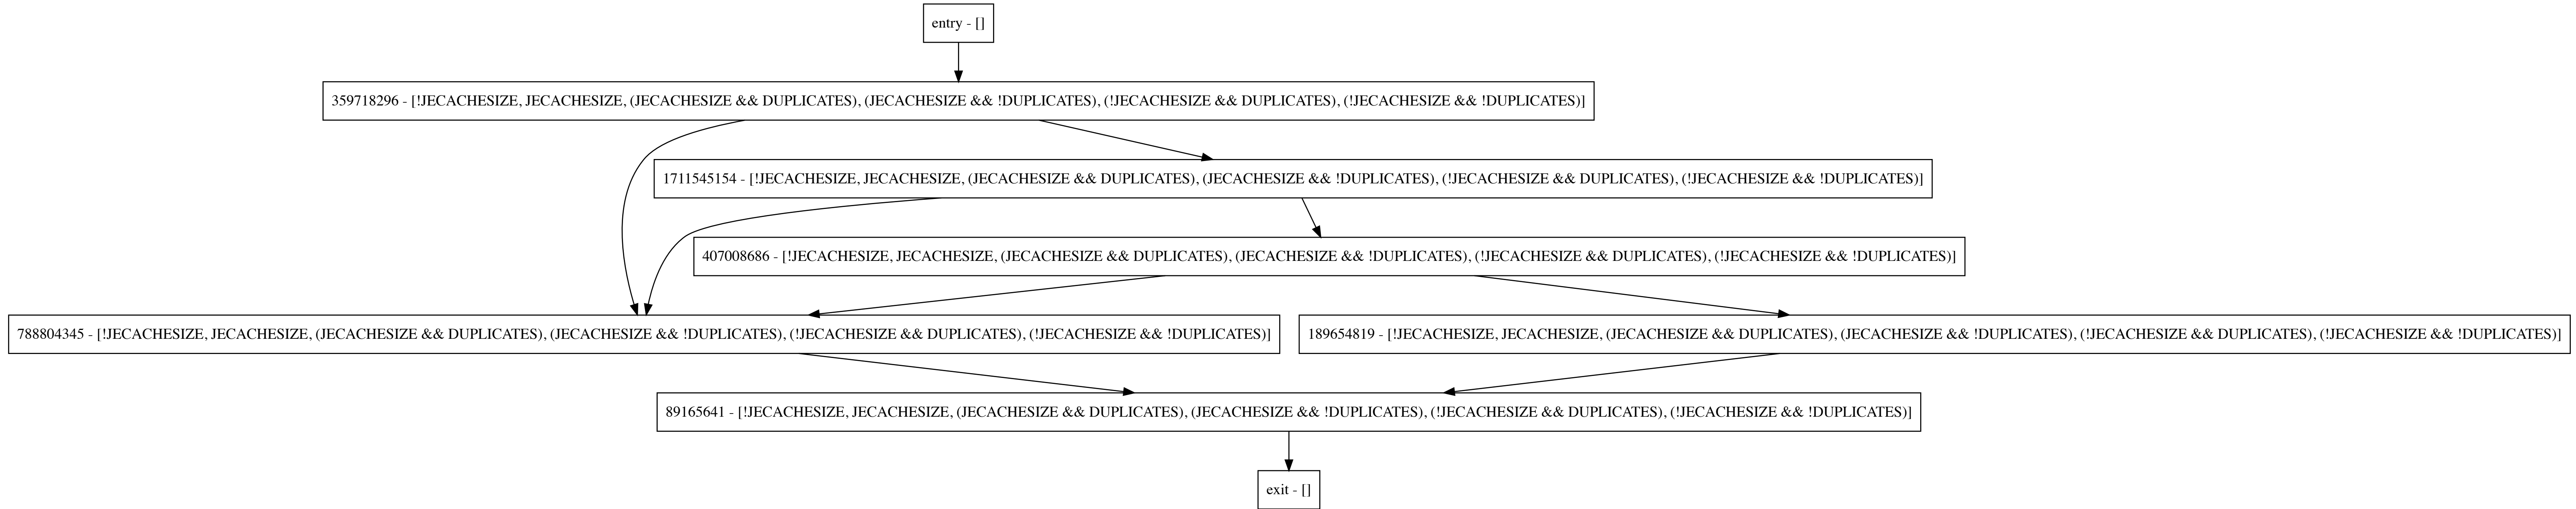 entry - []
359718296 - [!JECACHESIZE, JECACHESIZE, (JECACHESIZE && DUPLICATES), (JECACHESIZE && !DUPLICATES), (!JECACHESIZE && DUPLICATES), (!JECACHESIZE && !DUPLICATES)]
1711545154 - [!JECACHESIZE, JECACHESIZE, (JECACHESIZE && DUPLICATES), (JECACHESIZE && !DUPLICATES), (!JECACHESIZE && DUPLICATES), (!JECACHESIZE && !DUPLICATES)]
407008686 - [!JECACHESIZE, JECACHESIZE, (JECACHESIZE && DUPLICATES), (JECACHESIZE && !DUPLICATES), (!JECACHESIZE && DUPLICATES), (!JECACHESIZE && !DUPLICATES)]
788804345 - [!JECACHESIZE, JECACHESIZE, (JECACHESIZE && DUPLICATES), (JECACHESIZE && !DUPLICATES), (!JECACHESIZE && DUPLICATES), (!JECACHESIZE && !DUPLICATES)]
189654819 - [!JECACHESIZE, JECACHESIZE, (JECACHESIZE && DUPLICATES), (JECACHESIZE && !DUPLICATES), (!JECACHESIZE && DUPLICATES), (!JECACHESIZE && !DUPLICATES)]
89165641 - [!JECACHESIZE, JECACHESIZE, (JECACHESIZE && DUPLICATES), (JECACHESIZE && !DUPLICATES), (!JECACHESIZE && DUPLICATES), (!JECACHESIZE && !DUPLICATES)]
exit - []